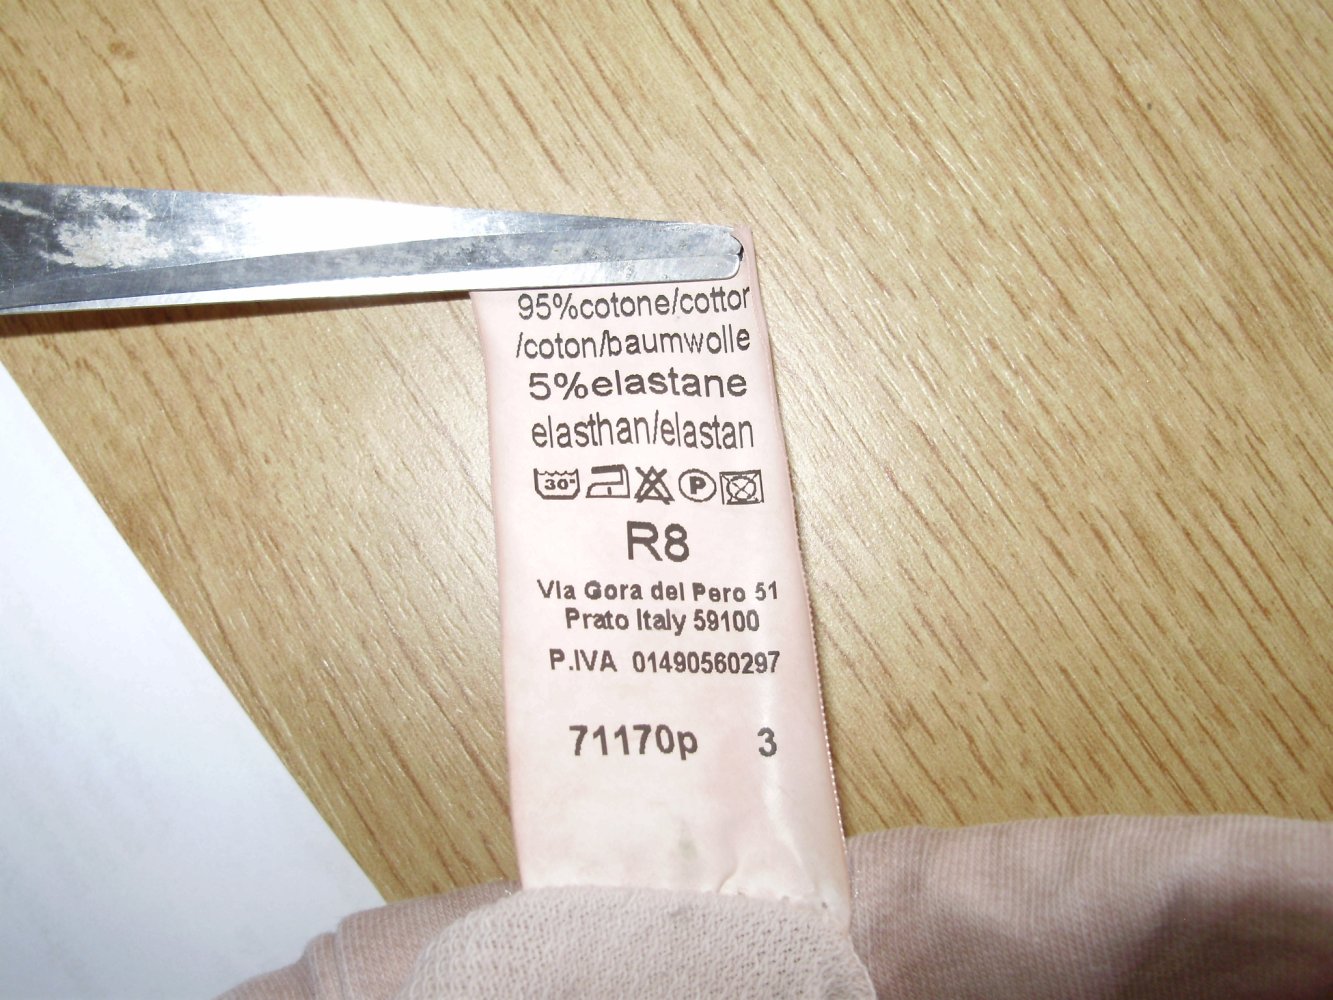 95%cotone/cottor
/coton/baumwolle
5%elastane
elasthan/elastan
30°
P
R8
Via Gora del Pero 51
Prato Italy 59100
P.IVA 01490560297
71170p 3